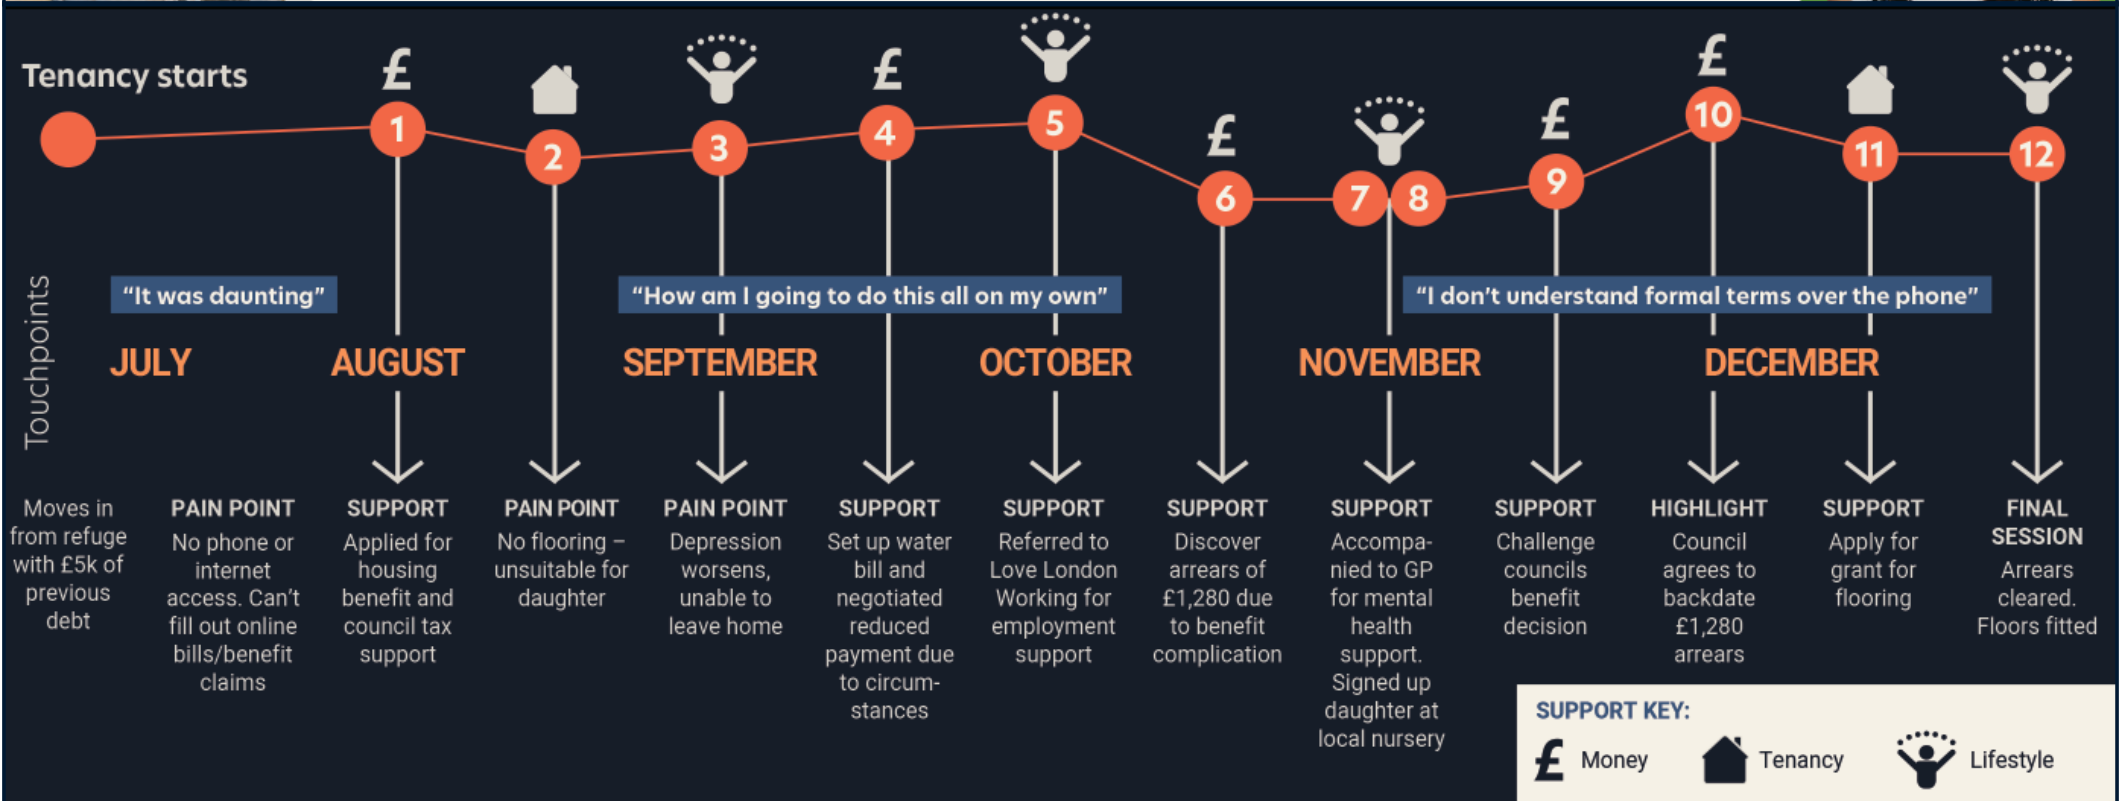 Tenancy starts
£
£
£
£
£
1
2
3
4
5
6
7
8
9
10
11
12
Touchpoints
“It was daunting”
“How am I going to do this all on my own”
“I don’t understand formal terms over the phone”
JULY
AUGUST
SEPTEMBER
OCTOBER
NOVEMBER
DECEMBER
Moves in
from refuge
with £5k of
previous
debt
PAIN POINT
No phone or
internet
access. Can’t
fill out online
bills/benefit
claims
SUPPORT
Applied for
housing
benefit and
council tax
support
PAIN POINT
No flooring –
unsuitable for
daughter
PAIN POINT
Depression
worsens,
unable to
leave home
SUPPORT
Set up water
bill and
negotiated
reduced
payment due
to circum-
stances
SUPPORT
Referred to
Love London
Working for
employment
support
SUPPORT
Discover
arrears of
£1,280 due
to benefit
complication
SUPPORT
Accompa-
nied to GP
for mental
health
support.
Signed up
daughter at
local nursery
SUPPORT
Challenge
councils
benefit
decision
HIGHLIGHT
Council
agrees to
backdate
£1,280
arrears
SUPPORT
Apply for
grant for
flooring
FINAL
SESSION
Arrears
cleared.
Floors fitted
SUPPORT KEY:
£ Money
Tenancy
Lifestyle